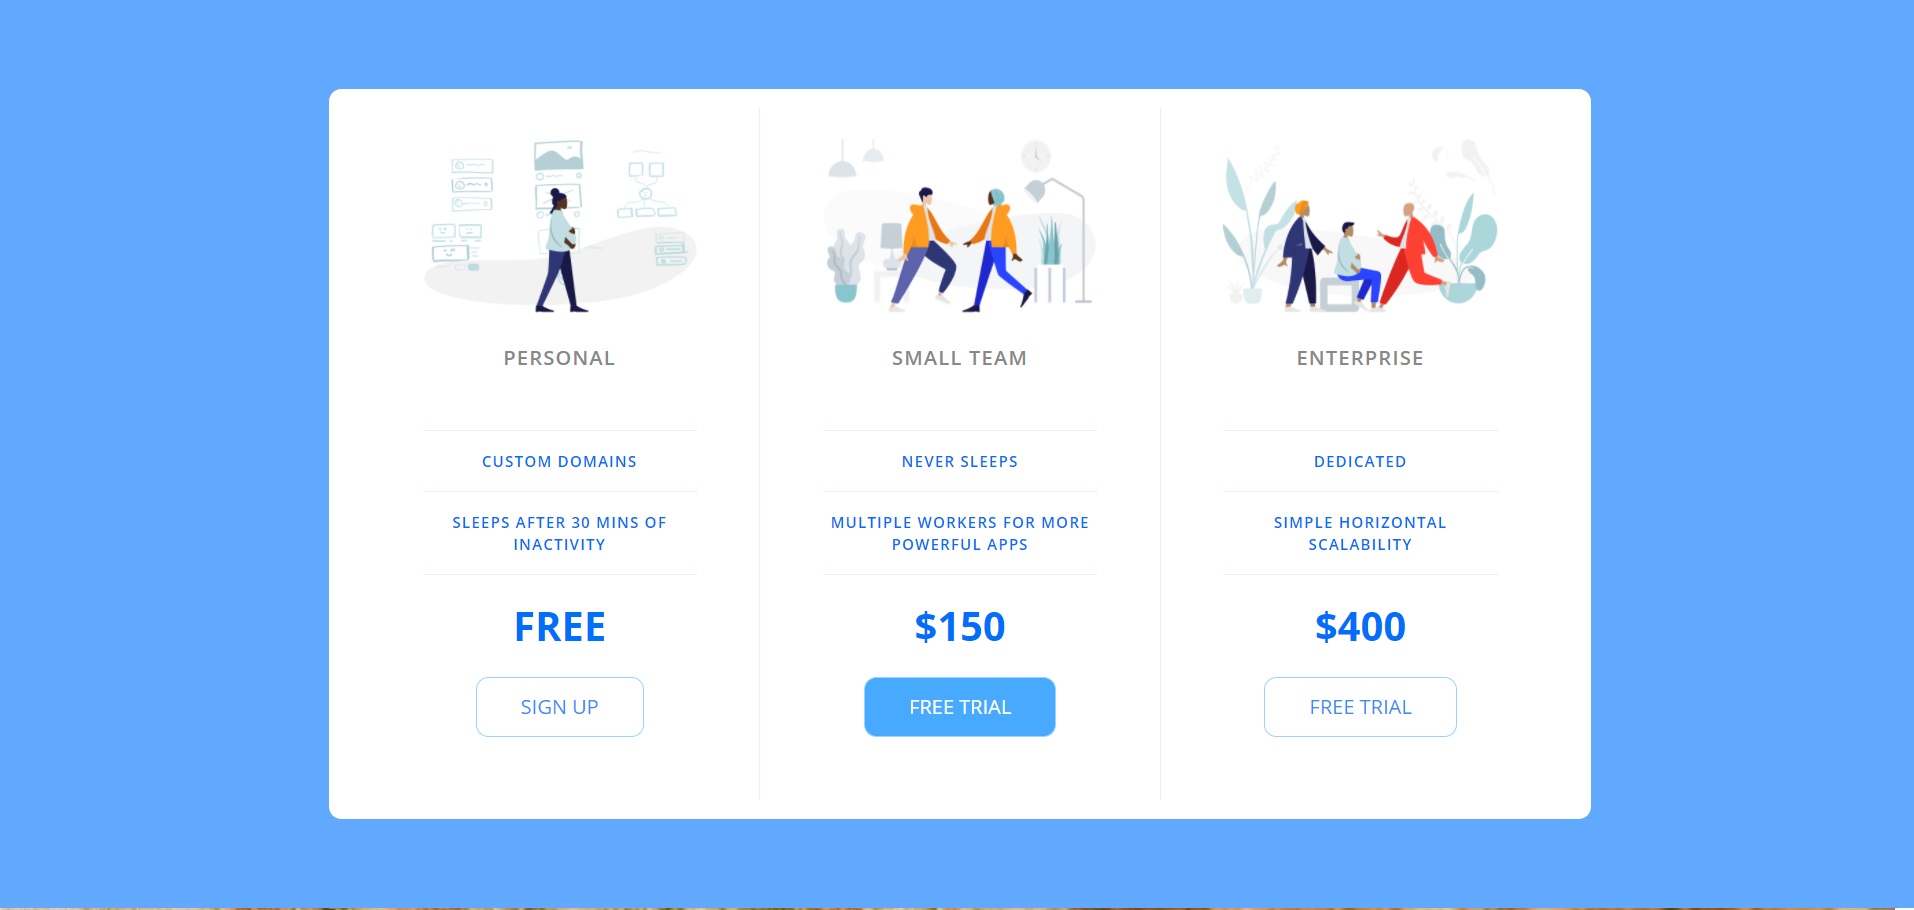 PERSONAL
CUSTOM DOMAINS
SLEEPS AFTER 30 MINS OF
INACTIVITY
FREE
SIGN UP
SMALL TEAM
NEVER SLEEPS
MULTIPLE WORKERS FOR MORE
POWERFUL APPS
$150
FREE TRIAL
ENTERPRISE
DEDICATED
SIMPLE HORIZONTAL
SCALABILITY
$400
FREE TRIAL